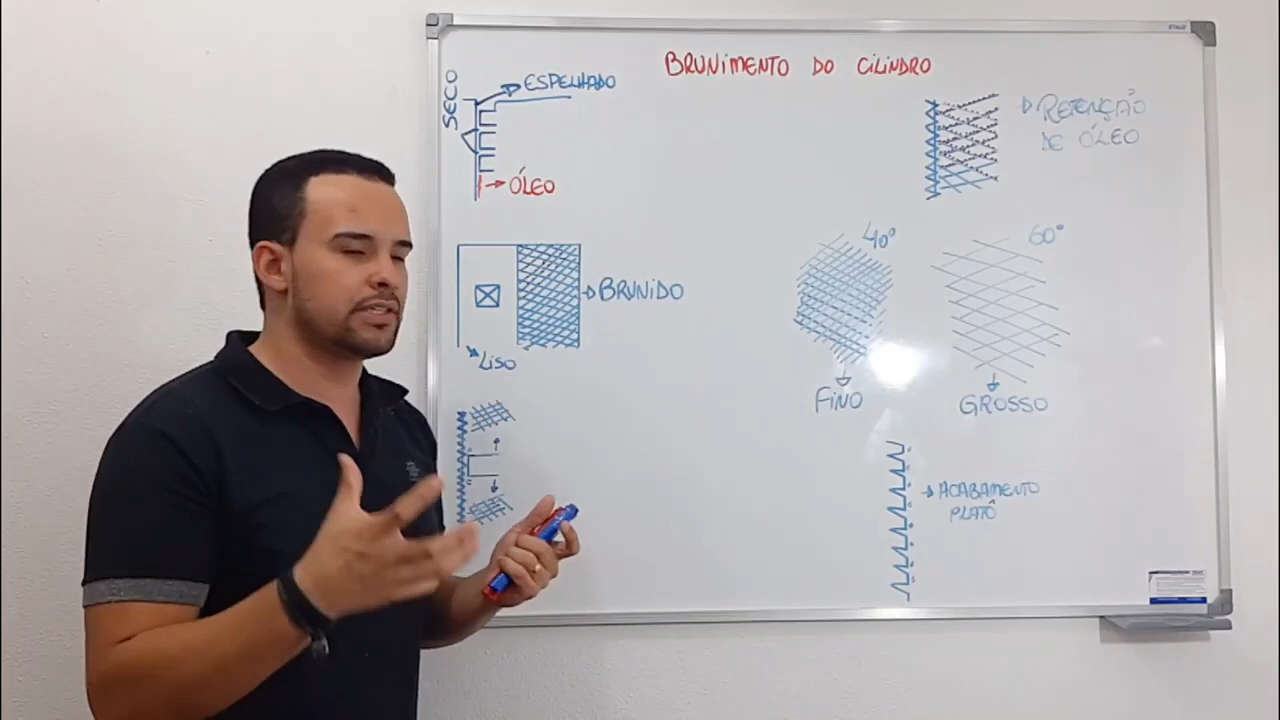 BRUNIMENTO DO CILINDRO
SECO
ESPELHADO
ÓLEO
RETENÇÃO
DE ÓLEO
BRUNIDO
LISO
40°
FINO
60°
GROSSO
ACABAMENTO
PLATÔ